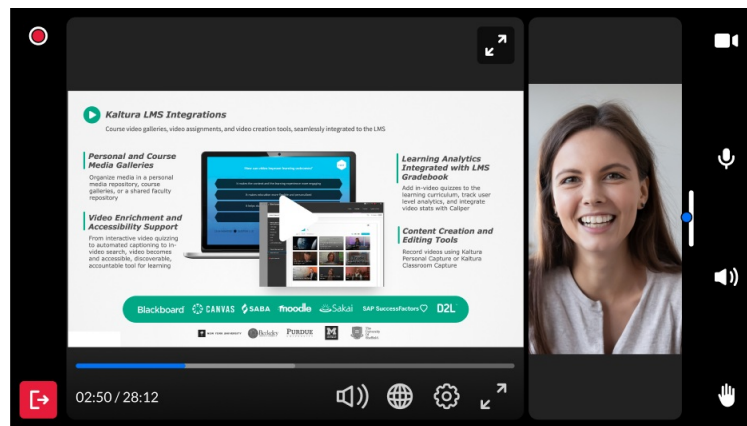 Kaltura LMS Integrations
Course video galleries, video assignments, and video creation tools, seamlessly integrated to the LMS
Personal and Course
Media Galleries
Organize media in a personal
media repository, course
galleries, or a shared faculty
repository
Video Enrichment and
Accessibility Support
From interactive video quizzing
to automated captioning to in-
video search, video becomes
and accessible, discoverable,
accountable tool for learning
Learning Analytics
Integrated with LMS
Gradebook
Add in-video quizzes to the
learning curriculum, track user
level analytics, and integrate
video stats with Caliper
Content Creation and
Editing Tools
Record videos using Kaltura
Personal Capture or Kaltura
Classroom Capture
Blackboard CANVAS SABA moodle Sakai SAP SuccessFactors D2L
NEW YORK UNIVERSITY Berkeley PURDUE M
02:50 / 28:12